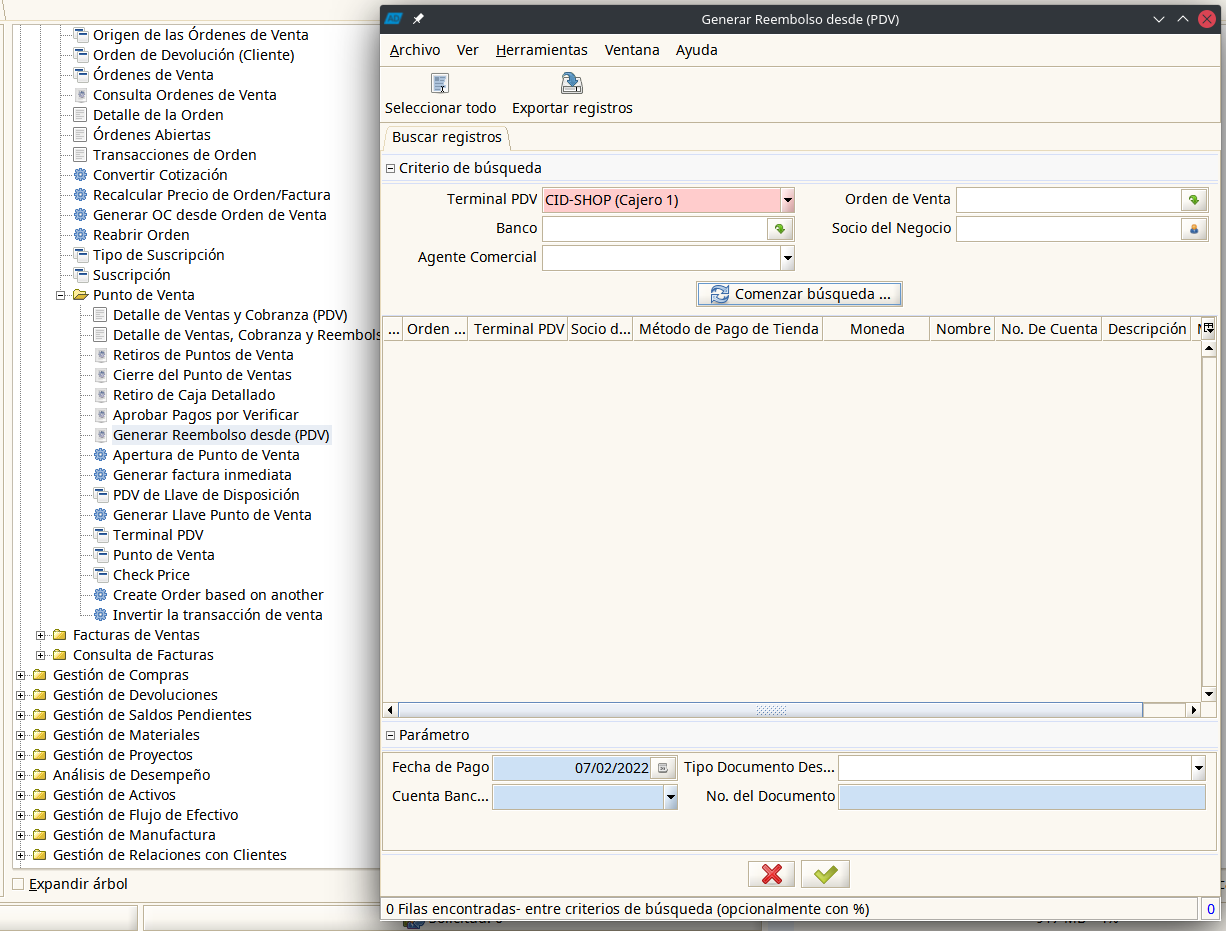 Origen de las Órdenes de Venta
Orden de Devolución (Cliente)
Órdenes de Venta
Consulta Ordenes de Venta
Detalle de la Orden
Órdenes Abiertas
Transacciones de Orden
Convertir Cotización
Recalcular Precio de Orden/Factura
Generar OC desde Orden de Venta
Reabrir Orden
Tipo de Suscripción
Suscripción
Punto de Venta
Detalle de Ventas y Cobranza (PDV)
Detalle de Ventas, Cobranza y Reembols
Retiros de Puntos de Venta
Cierre del Punto de Ventas
Retiro de Caja Detallado
Aprobar Pagos por Verificar
Generar Reembolso desde (PDV)
Apertura de Punto de Venta
Generar factura inmediata
PDV de Llave de Disposición
Generar Llave Punto de Venta
Terminal PDV
Punto de Venta
Check Price
Create Order based on another
Invertir la transacción de venta
Facturas de Ventas
Consulta de Facturas
Gestión de Compras
Gestión de Devoluciones
Gestión de Saldos Pendientes
Gestión de Materiales
Gestión de Proyectos
Análisis de Desempeño
Gestión de Activos
Gestión de Flujo de Efectivo
Gestión de Manufactura
Gestión de Relaciones con Clientes
Expandir árbol
Generar Reembolso desde (PDV)
Archivo Ver Herramientas Ventana Ayuda
Seleccionar todo Exportar registros
Buscar registros
Criterio de búsqueda
Terminal PDV CID-SHOP (Cajero 1) Orden de Venta
Banco Socio del Negocio
Agente Comercial
Comenzar búsqueda ...
... Orden ... Terminal PDV Socio d... Método de Pago de Tienda Moneda Nombre No. De Cuenta Descripción
Parámetro
Fecha de Pago 07/02/2022 Tipo Documento Des...
Cuenta Banc... No. del Documento
0 Filas encontradas- entre criterios de búsqueda (opcionalmente con %) 0